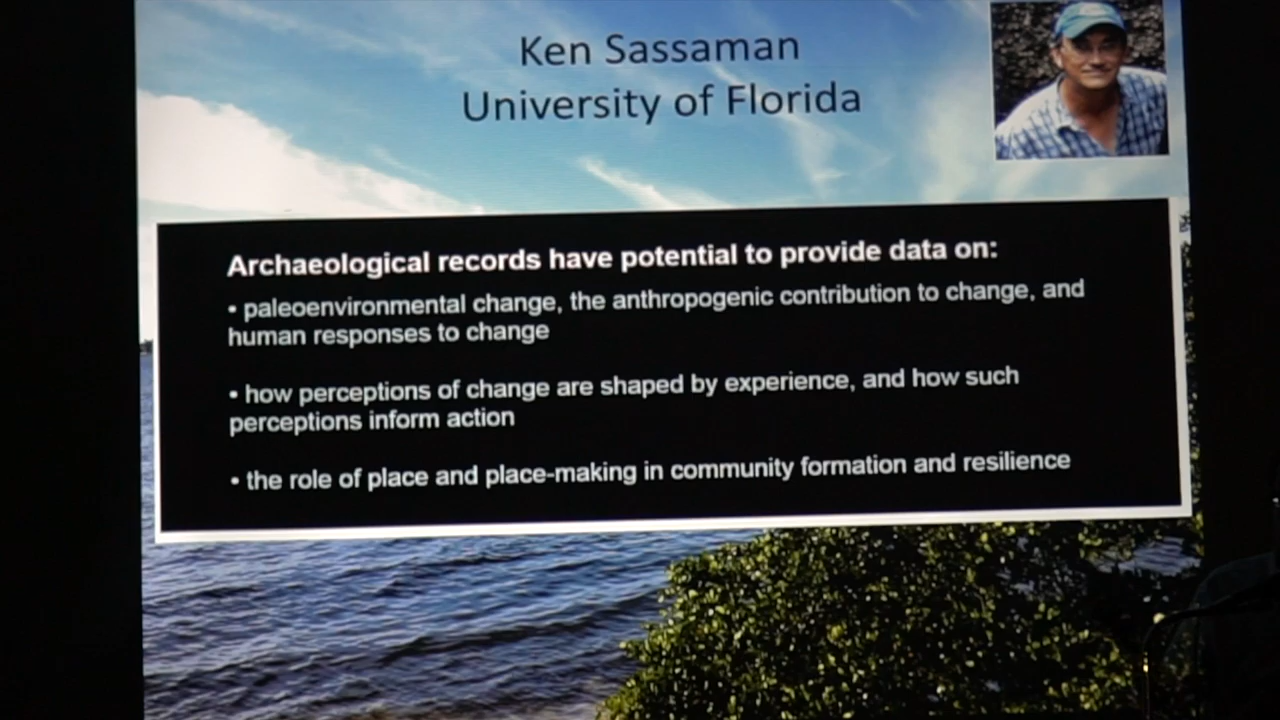 Ken Sassaman
University of Florida
Archaeological records have potential to provide data on:
• paleoenvironmental change, the anthropogenic contribution to change, and
human responses to change
• how perceptions of change are shaped by experience, and how such
perceptions inform action
• the role of place and place-making in community formation and resilience